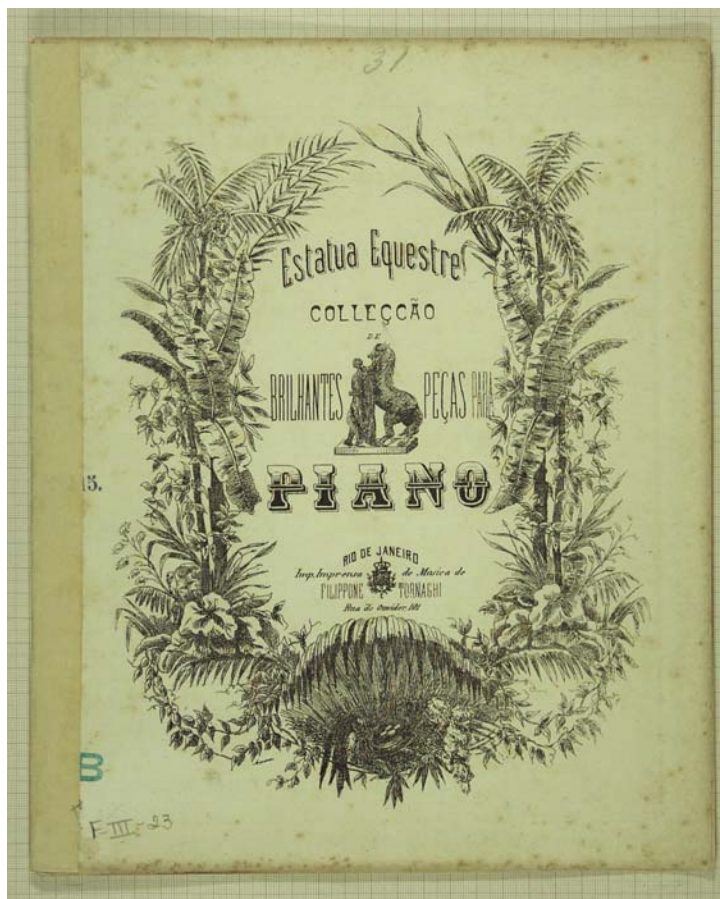 31
Estatua Equestre
COLLECÇÃO
DE
BRILHANTES PEÇAS PARA
PIANO
15.
RIO DE JANEIRO
Imp. Imprensa de Musica de
FILIPPONE TORNAGHI
Rua do Ouvidor 101
B
F-III-23